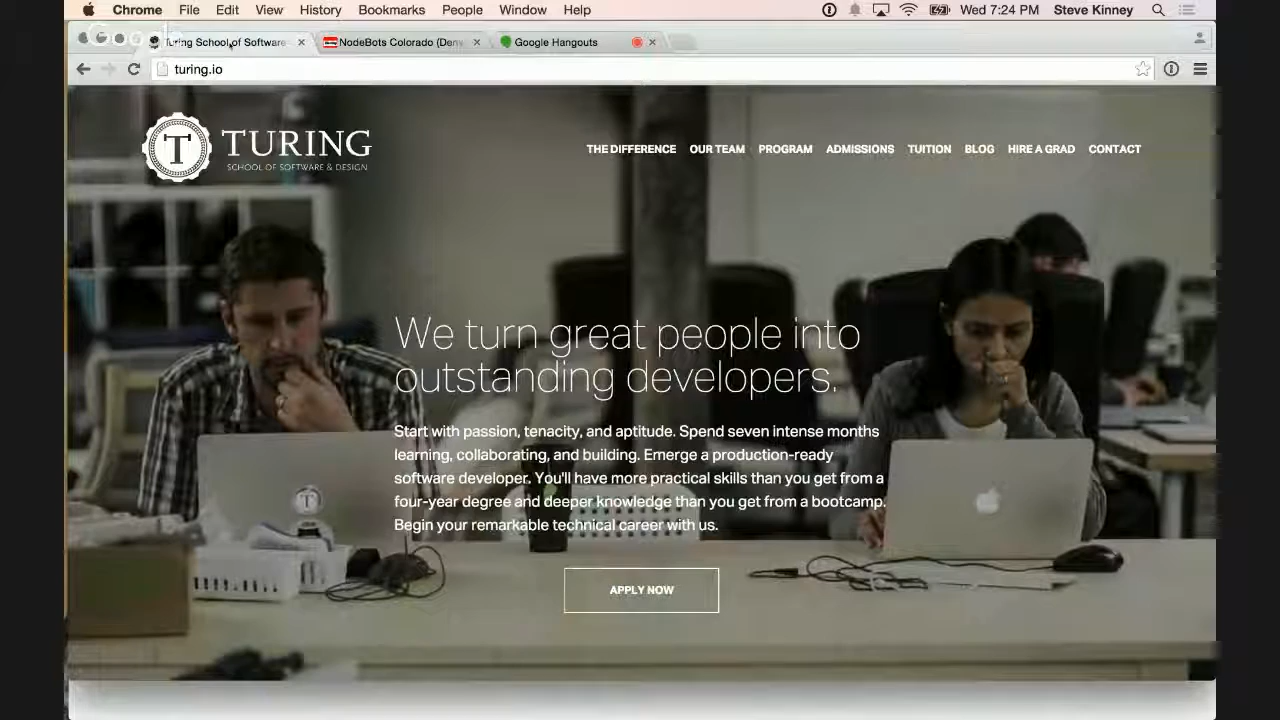 Chrome File Edit View History Bookmarks People Window Help Wed 7:24 PM Steve Kinney
Google
Turing School of Software NodeBots Colorado (Denv Google Hangouts
turing.io
T TURING
SCHOOL OF SOFTWARE & DESIGN
THE DIFFERENCE OUR TEAM PROGRAM ADMISSIONS TUITION BLOG HIRE A GRAD CONTACT
We turn great people into
outstanding developers.
Start with passion, tenacity, and aptitude. Spend seven intense months
learning, collaborating, and building. Emerge a production-ready
software developer. You'll have more practical skills than you get from a
four-year degree and deeper knowledge than you get from a bootcamp.
Begin your remarkable technical career with us.
T
APPLY NOW